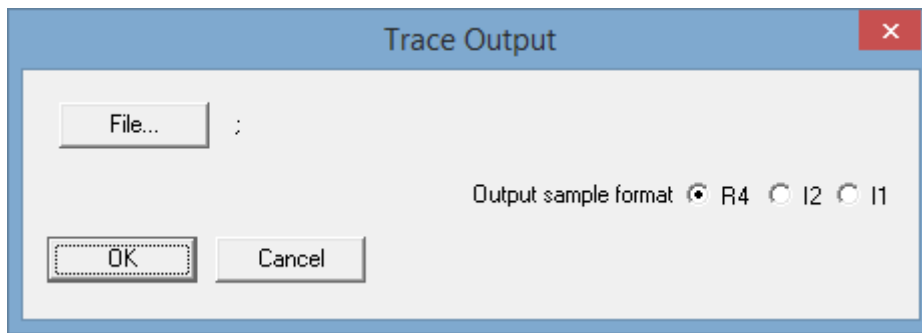 Trace Output
File... ;
Output sample format R4 I2 I1
OK Cancel